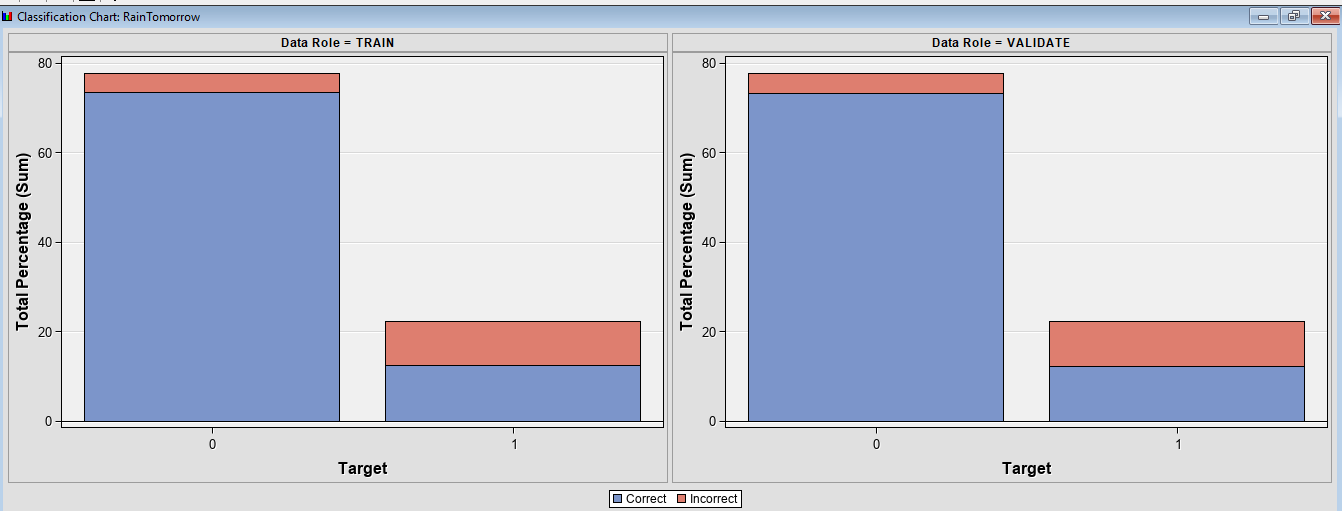 Classification Chart: RainTomorrow
Data Role = TRAIN
80
60
40
20
0
Total Percentage (Sum)
0
1
Target
Data Role = VALIDATE
80
60
40
20
0
Total Percentage (Sum)
0
1
Target
Correct Incorrect